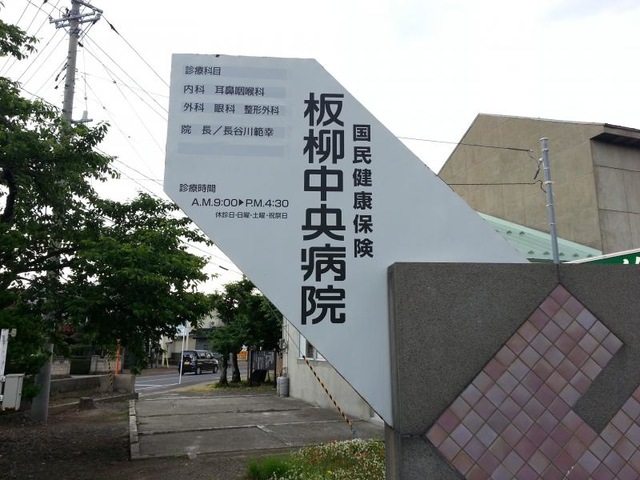 診療科目
内科 耳鼻咽喉科
外科 眼科 整形外科
院 長／長谷川範幸
診療時間
A.M.9:00▶P.M.4:30
休診日・日曜・土曜・祝祭日
国民健康保険
板柳中央病院